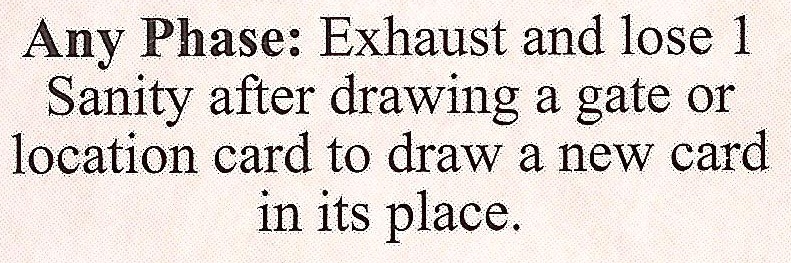 Any Phase: Exhaust and lose 1
Sanity after drawing a gate or
location card to draw a new card
in its place.